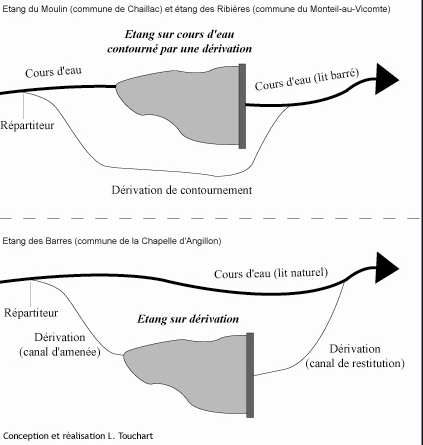 Etang du Moulin (commune de Chaillac) et étang des Ribières (commune du Monteil-au-Vicomte)
Etang sur cours d'eau
contourné par une dérivation
Cours d'eau
Cours d'eau (lit barré)
Répartiteur
Dérivation de contournement
Etang des Barres (commune de la Chapelle d'Angillon)
Cours d'eau (lit naturel)
Répartiteur
Etang sur dérivation
Dérivation
(canal d'amenée)
Dérivation
(canal de restitution)
Conception et réalisation L. Touchart